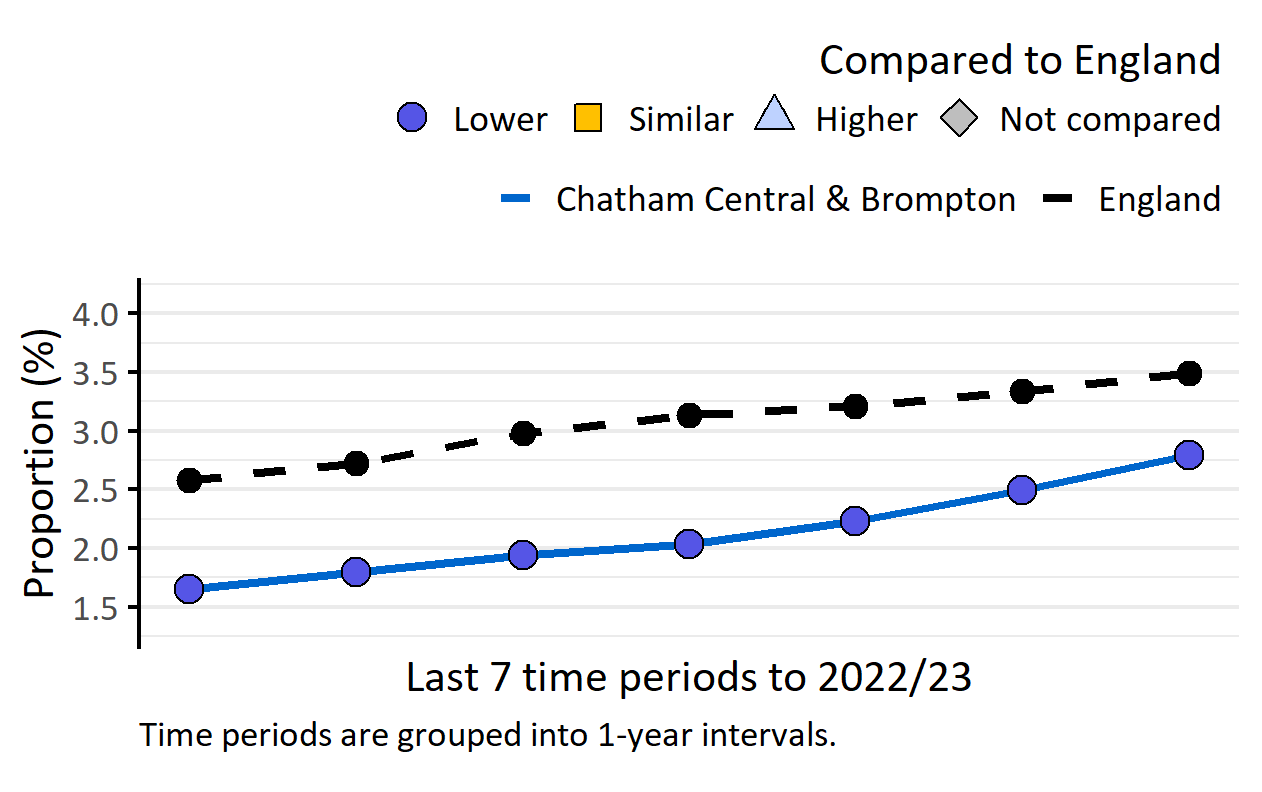 Compared to England
Lower Similar Higher Not compared
Chatham Central & Brompton England
Proportion (%)
4.0
3.5
3.0
2.5
2.0
1.5
Last 7 time periods to 2022/23
Time periods are grouped into 1-year intervals.